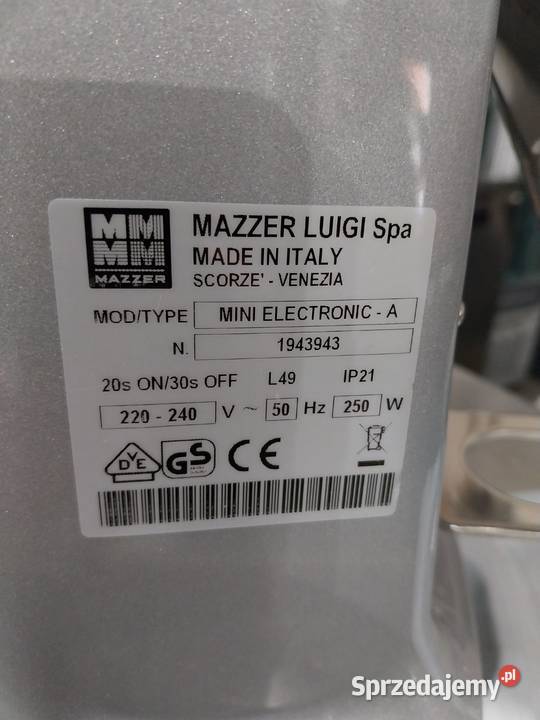 MAZZER LUIGI Spa
MADE IN ITALY
SCORZE' - VENEZIA
MAZZER
MOD/TYPE MINI ELECTRONIC - A
N. 1943943
20s ON/30s OFF L49 IP21
220 - 240 V ~ 50 Hz 250 W
DVE GS CE
Sprzedajemy.pl